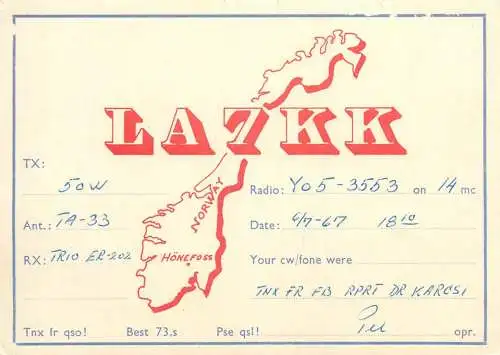 LA7KK
NORWAY
HÖNEFOSS
TX:
50W
Radio: YO5-3553 on 14 mc
Ant.: TA-33
Date: 6/7-67 1810
RX: TRIO ER-202
Your cw/fone were
TNX FR FB RPRT DR KARCSI
Tnx fr qso! Best 73.s Pse qsl! opr.